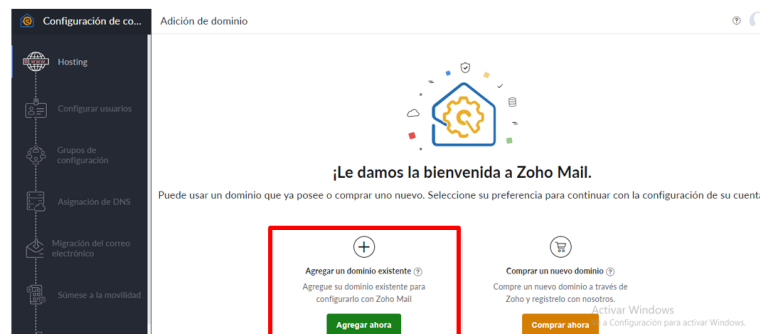 Configuración de co...
Adición de dominio
Hosting
Configurar usuarios
Grupos de
configuración
Asignación de DNS
Migración del correo
electrónico
Súmese a la movilidad
¡Le damos la bienvenida a Zoho Mail.
Puede usar un dominio que ya posee o comprar uno nuevo. Seleccione su preferencia para continuar con la configuración de su cuenta
Agregar un dominio existente
Agregue su dominio existente para
configurarlo con Zoho Mail
Agregar ahora
Comprar un nuevo dominio
Compre un nuevo dominio a través de
Zoho y regístrelo con nosotros.
Comprar ahora
Activar Windows
a Configuración para activar Windows.